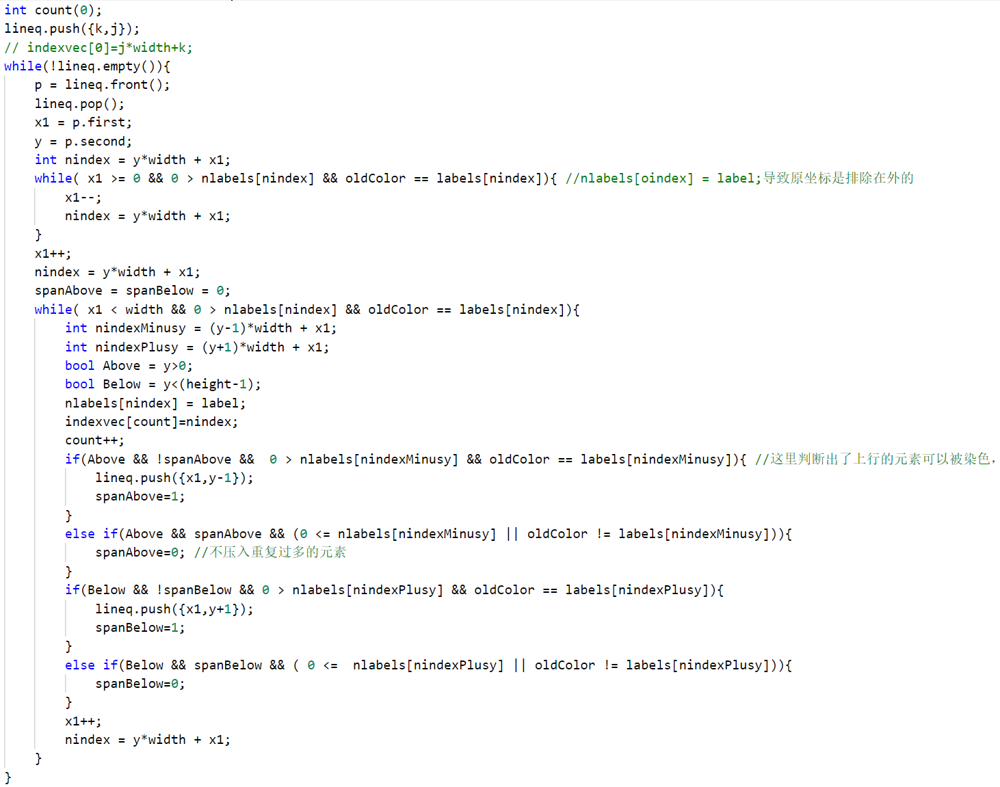 int count(0);
lineq.push({k,j});
// indexvec[0]=j*width+k;
while(!lineq.empty()){
    p = lineq.front();
    lineq.pop();
    x1 = p.first;
    y = p.second;
    int nindex = y*width + x1;
    while( x1 >= 0 && 0 > nlabels[nindex] && oldColor == labels[nindex]){ //nlabels[oindex] = label;导致原坐标是排除在外的
        x1--;
        nindex = y*width + x1;
    }
    x1++;
    nindex = y*width + x1;
    spanAbove = spanBelow = 0;
    while( x1 < width && 0 > nlabels[nindex] && oldColor == labels[nindex]){
        int nindexMinusy = (y-1)*width + x1;
        int nindexPlusy = (y+1)*width + x1;
        bool Above = y>0;
        bool Below = y<(height-1);
        nlabels[nindex] = label;
        indexvec[count]=nindex;
        count++;
        if(Above && !spanAbove &&  0 > nlabels[nindexMinusy] && oldColor == labels[nindexMinusy]){ //这里判断出了上行的元素可以被染色,
            lineq.push({x1,y-1});
            spanAbove=1;
        }
        else if(Above && spanAbove && (0 <= nlabels[nindexMinusy] || oldColor != labels[nindexMinusy])){
            spanAbove=0; //不压入重复过多的元素
        }
        if(Below && !spanBelow && 0 > nlabels[nindexPlusy] && oldColor == labels[nindexPlusy]){
            lineq.push({x1,y+1});
            spanBelow=1;
        }
        else if(Below && spanBelow && ( 0 <=  nlabels[nindexPlusy] || oldColor != labels[nindexPlusy])){
            spanBelow=0;
        }
        x1++;
        nindex = y*width + x1;
    }
}